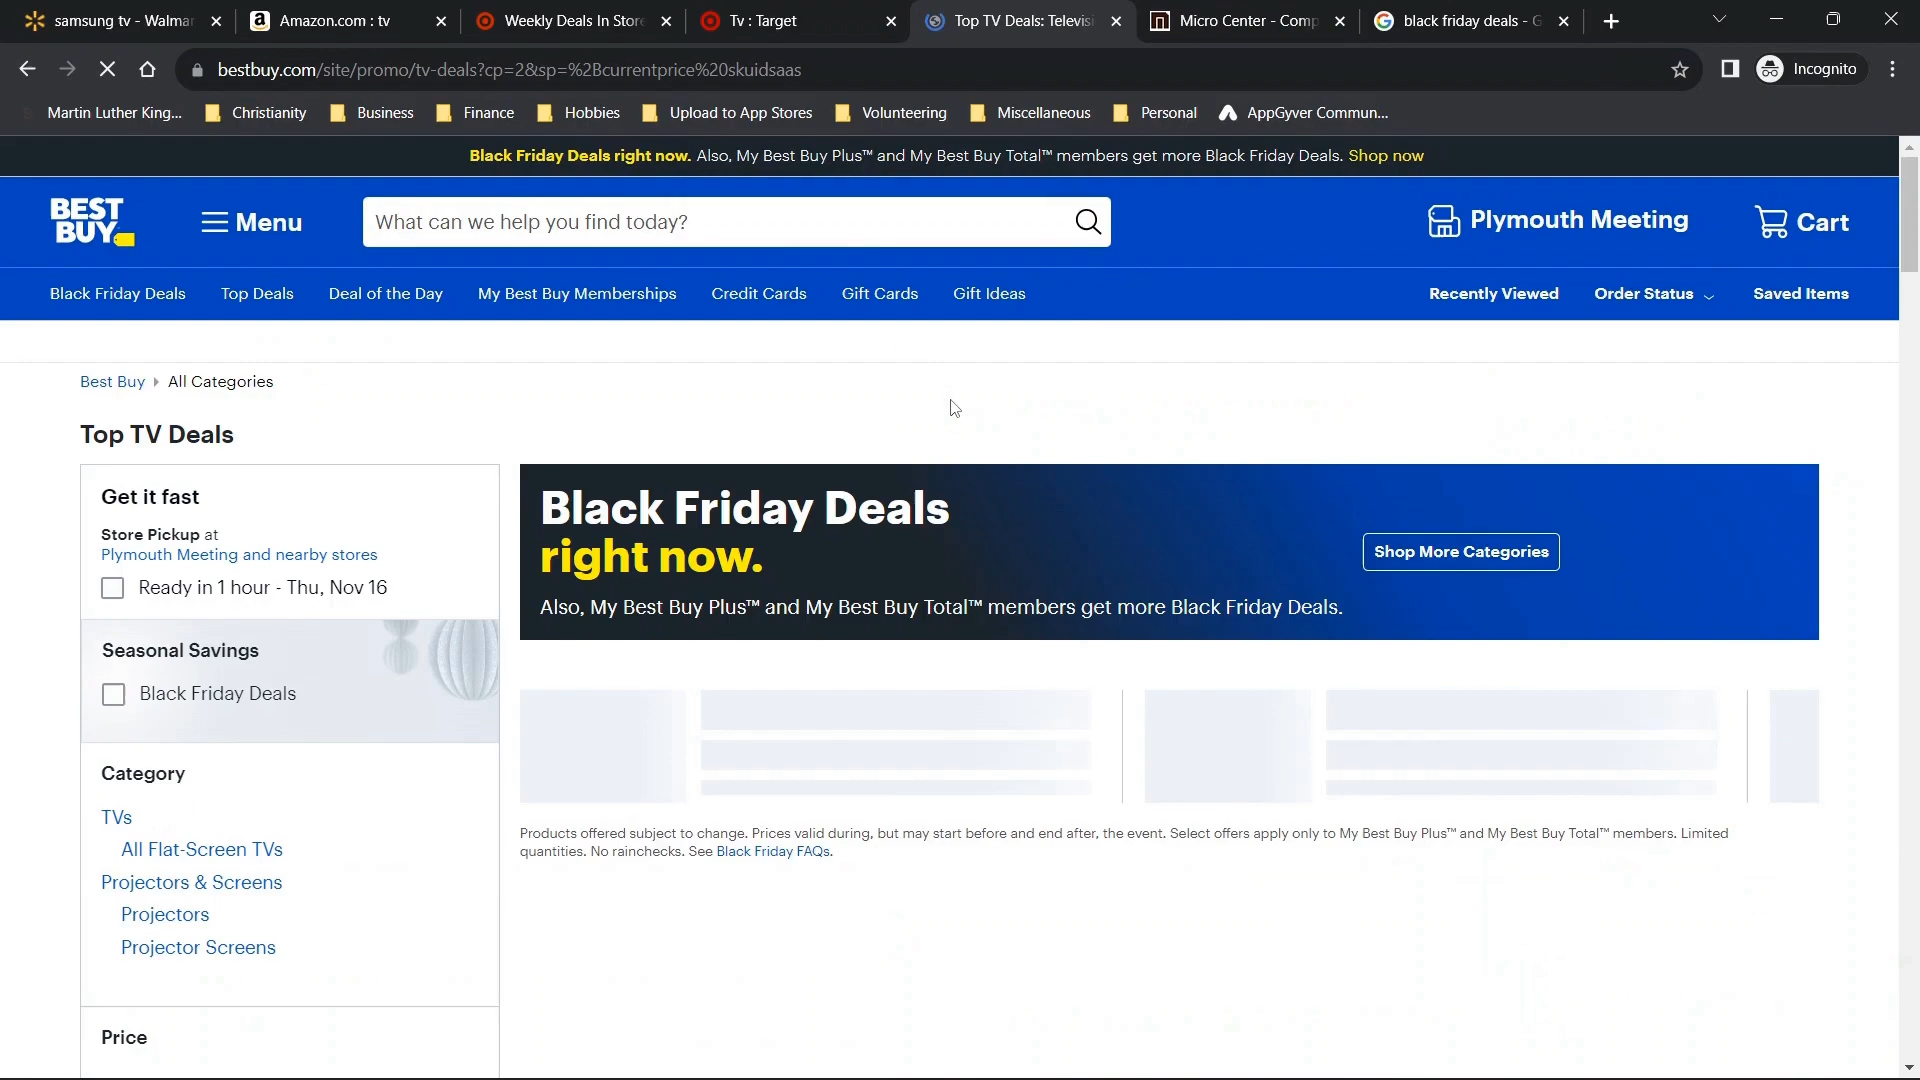 samsung tv - Walmar
Amazon.com : tv
Weekly Deals In Store
Tv : Target
Top TV Deals: Televisi
Micro Center - Comp
black friday deals - G
bestbuy.com/site/promo/tv-deals?cp=2&sp=%2Bcurrentprice%20skuidsaas
Incognito
Martin Luther King...
Christianity
Business
Finance
Hobbies
Upload to App Stores
Volunteering
Miscellaneous
Personal
AppGyver Commun...
Black Friday Deals right now. Also, My Best Buy Plus™ and My Best Buy Total™ members get more Black Friday Deals. Shop now
BEST
BUY
Menu
What can we help you find today?
Plymouth Meeting
Cart
Black Friday Deals
Top Deals
Deal of the Day
My Best Buy Memberships
Credit Cards
Gift Cards
Gift Ideas
Recently Viewed
Order Status
Saved Items
Best Buy
All Categories
Top TV Deals
Get it fast
Store Pickup at
Plymouth Meeting and nearby stores
Ready in 1 hour - Thu, Nov 16
Seasonal Savings
Black Friday Deals
Category
TVs
All Flat-Screen TVs
Projectors & Screens
Projectors
Projector Screens
Price
Black Friday Deals
right now.
Also, My Best Buy Plus™ and My Best Buy Total™ members get more Black Friday Deals.
Shop More Categories
Products offered subject to change. Prices valid during, but may start before and end after, the event. Select offers apply only to My Best Buy Plus™ and My Best Buy Total™ members. Limited
quantities. No rainchecks. See Black Friday FAQs.